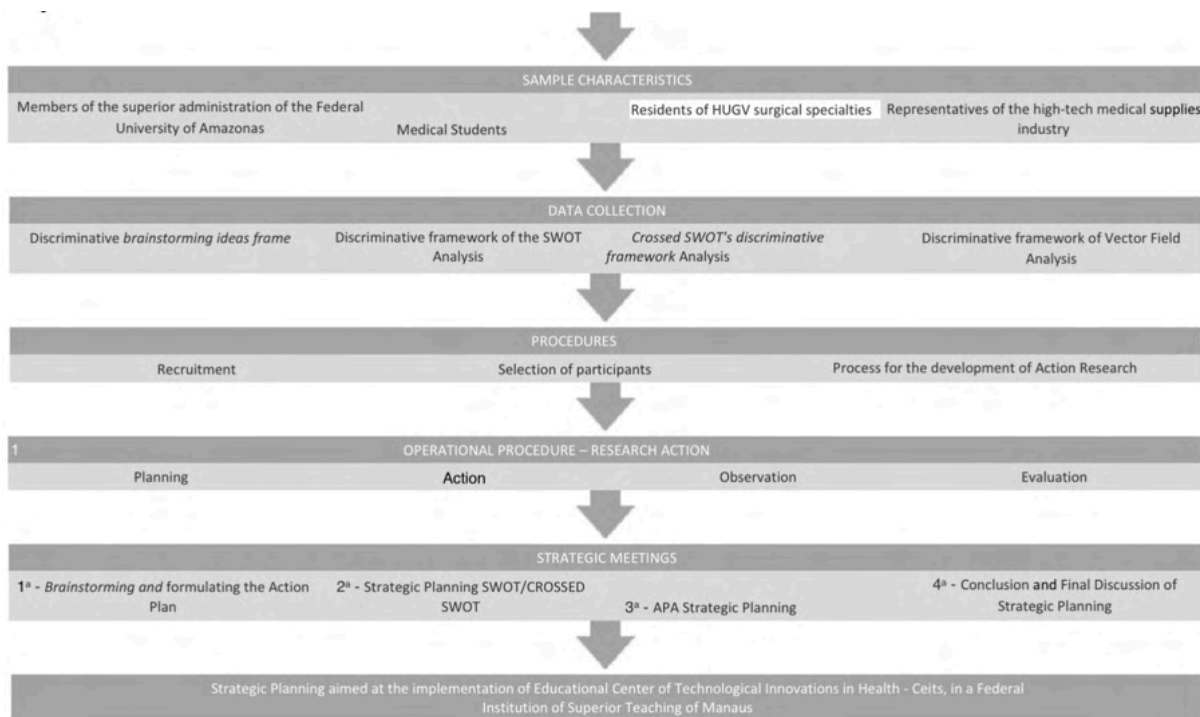 SAMPLE CHARACTERISTICS
Members of the superior administration of the Federal
University of Amazonas
Medical Students
Residents of HUGV surgical specialties
Representatives of the high-tech medical supplies
industry
DATA COLLECTION
Discriminative brainstorming ideas frame
Discriminative framework of the SWOT
Analysis
Crossed SWOT's discriminative
framework Analysis
Discriminative framework of Vector Field
Analysis
PROCEDURES
Recruitment
Selection of participants
Process for the development of Action Research
1
OPERATIONAL PROCEDURE – RESEARCH ACTION
Planning
Action
Observation
Evaluation
STRATEGIC MEETINGS
1ª - Brainstorming and formulating the Action
Plan
2ª - Strategic Planning SWOT/CROSSED
SWOT
3ª - APA Strategic Planning
4ª - Conclusion and Final Discussion of
Strategic Planning
Strategic Planning aimed at the implementation of Educational Center of Technological Innovations in Health - Ceits, in a Federal
Institution of Superior Teaching of Manaus